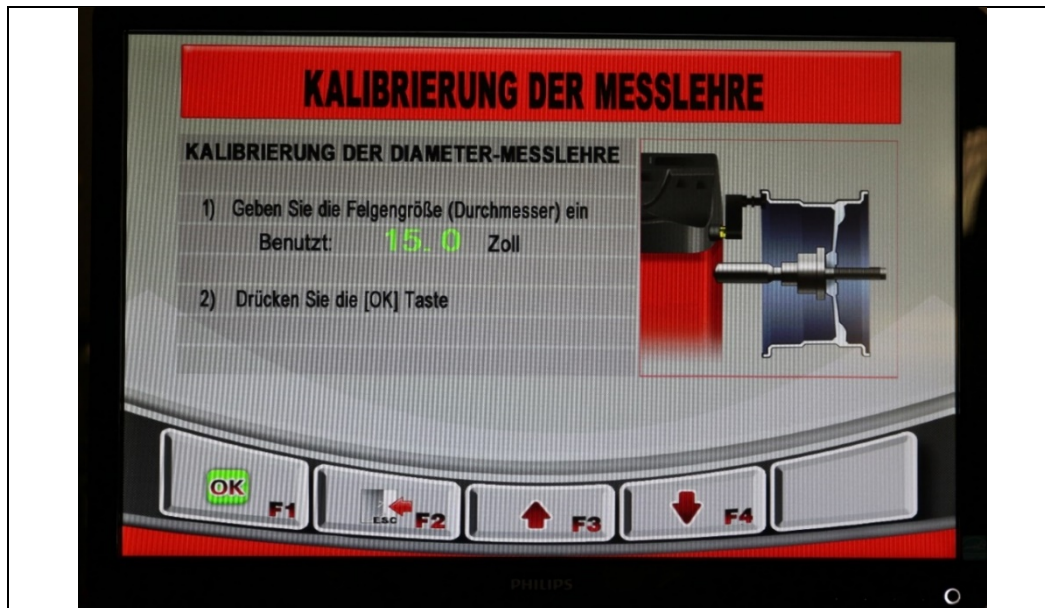 KALIBRIERUNG DER MESSLEHRE
KALIBRIERUNG DER DIAMETER-MESSLEHRE
1) Geben Sie die Felgengröße (Durchmesser) ein
Benutzt: 15. 0 Zoll
2) Drücken Sie die [OK] Taste
OK F1
ESC F2
F3
F4
PHILIPS